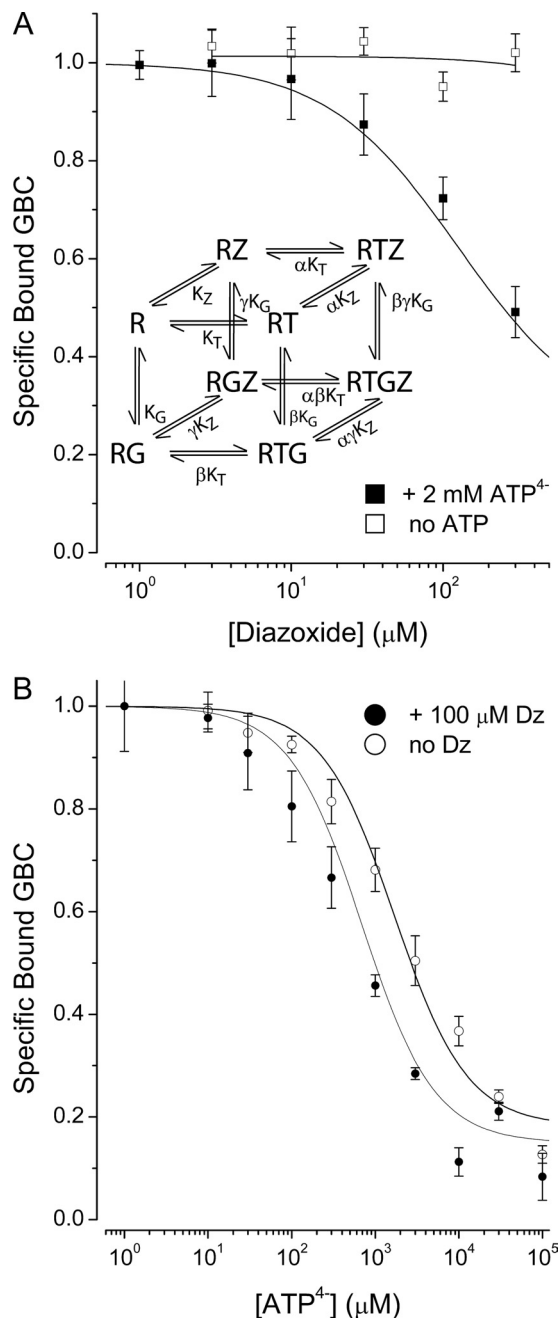 A
Specific Bound GBC
1.0
0.8
0.6
0.4
0.2
0.0
RZ αK_T RTZ
K_Z γK_G αK_Z βγK_G
R K_T RT
K_G RGZ αβK_T RTGZ
γK_Z βK_G αγK_Z
RG βK_T RTG
■ + 2 mM ATP⁴⁻
□ no ATP
10⁰ 10¹ 10²
[Diazoxide] (μM)
B
Specific Bound GBC
● + 100 μM Dz
○ no Dz
1.0
0.8
0.6
0.4
0.2
0.0
10⁰ 10¹ 10² 10³ 10⁴ 10⁵
[ATP⁴⁻] (μM)